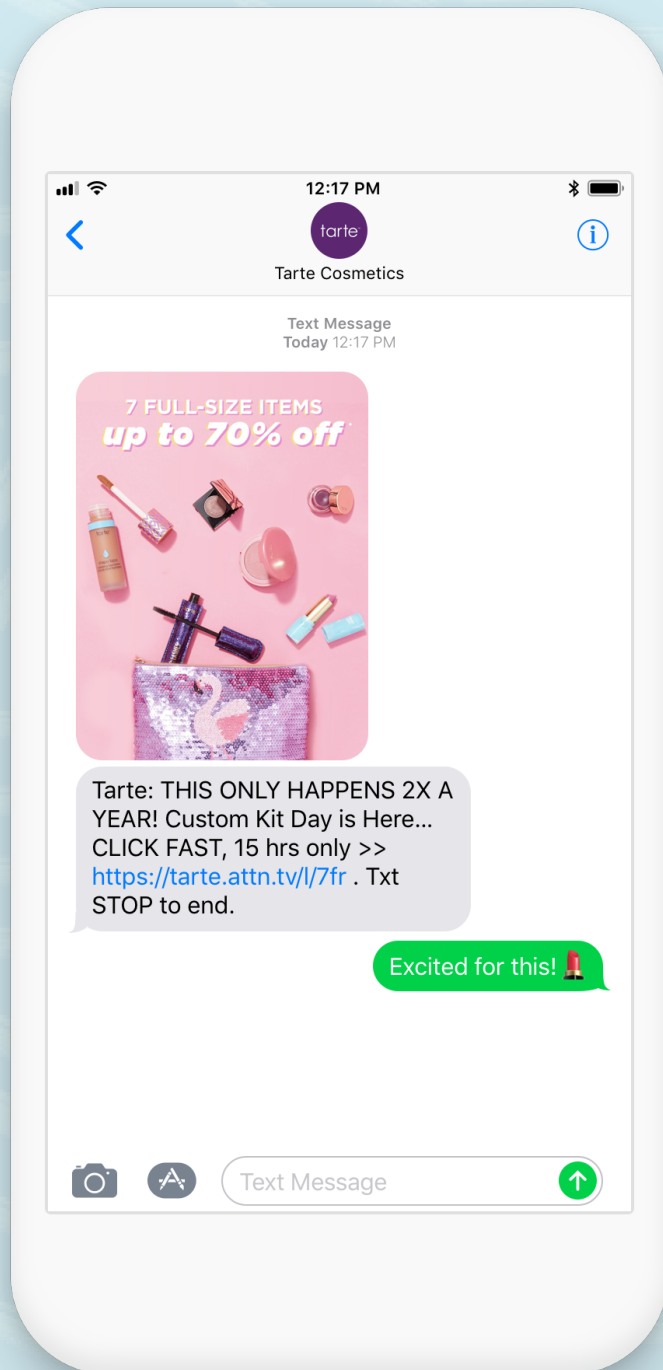 12:17 PM
tarte
Tarte Cosmetics
Text Message
Today 12:17 PM
7 FULL-SIZE ITEMS
up to 70% off*
tarte
Tarte: THIS ONLY HAPPENS 2X A
YEAR! Custom Kit Day is Here...
CLICK FAST, 15 hrs only >>
https://tarte.attn.tv/l/7fr . Txt
STOP to end.
Excited for this! 💄
Text Message